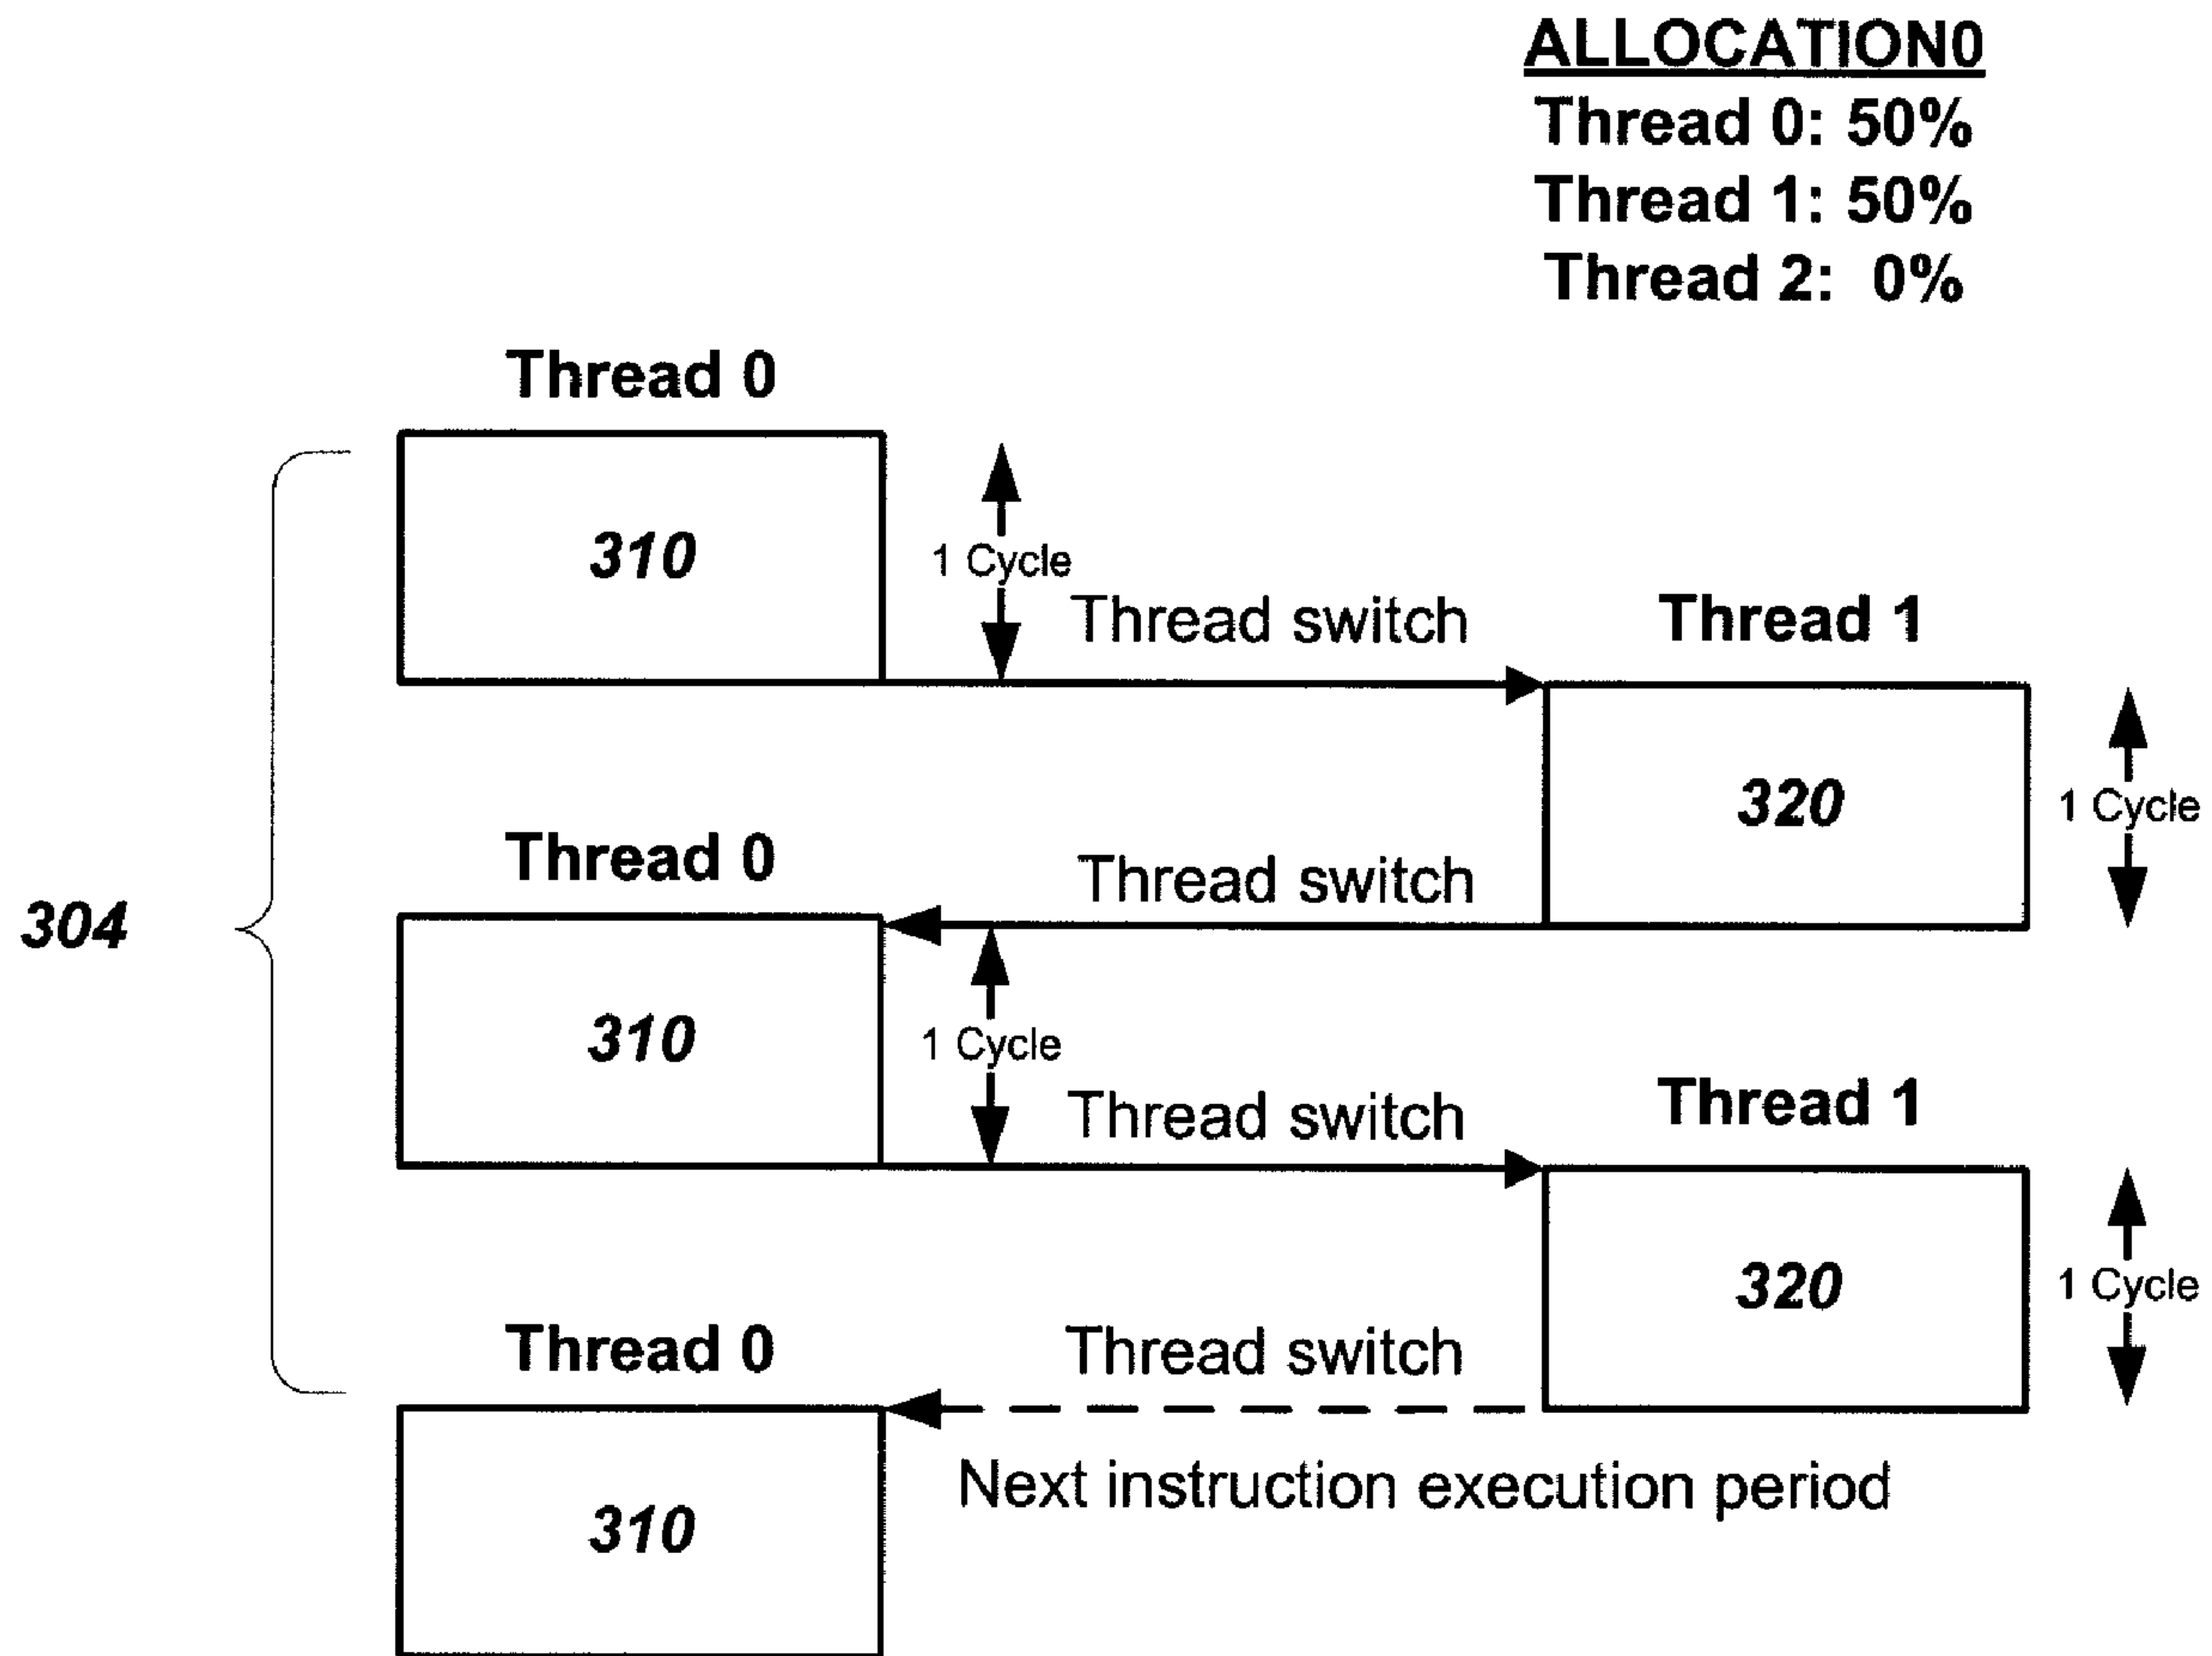 ALLOCATION0
Thread 0: 50%
Thread 1: 50%
Thread 2: 0%
Thread 0
310
1 Cycle
Thread switch
Thread 1
320
1 Cycle
Thread 0
Thread switch
304
310
1 Cycle
Thread switch
Thread 1
320
1 Cycle
Thread 0
Thread switch
310
Next instruction execution period